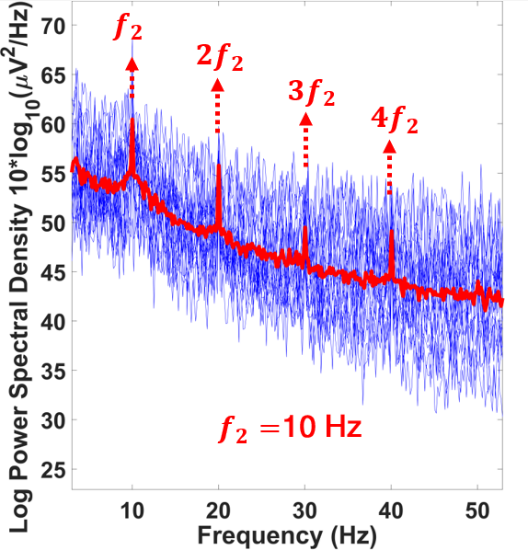 Log Power Spectral Density 10*log₁₀(μV²/Hz)
70
65
60
55
50
45
40
35
30
25
f₂
2f₂
3f₂
4f₂
f₂ =10 Hz
10 20 30 40 50
Frequency (Hz)